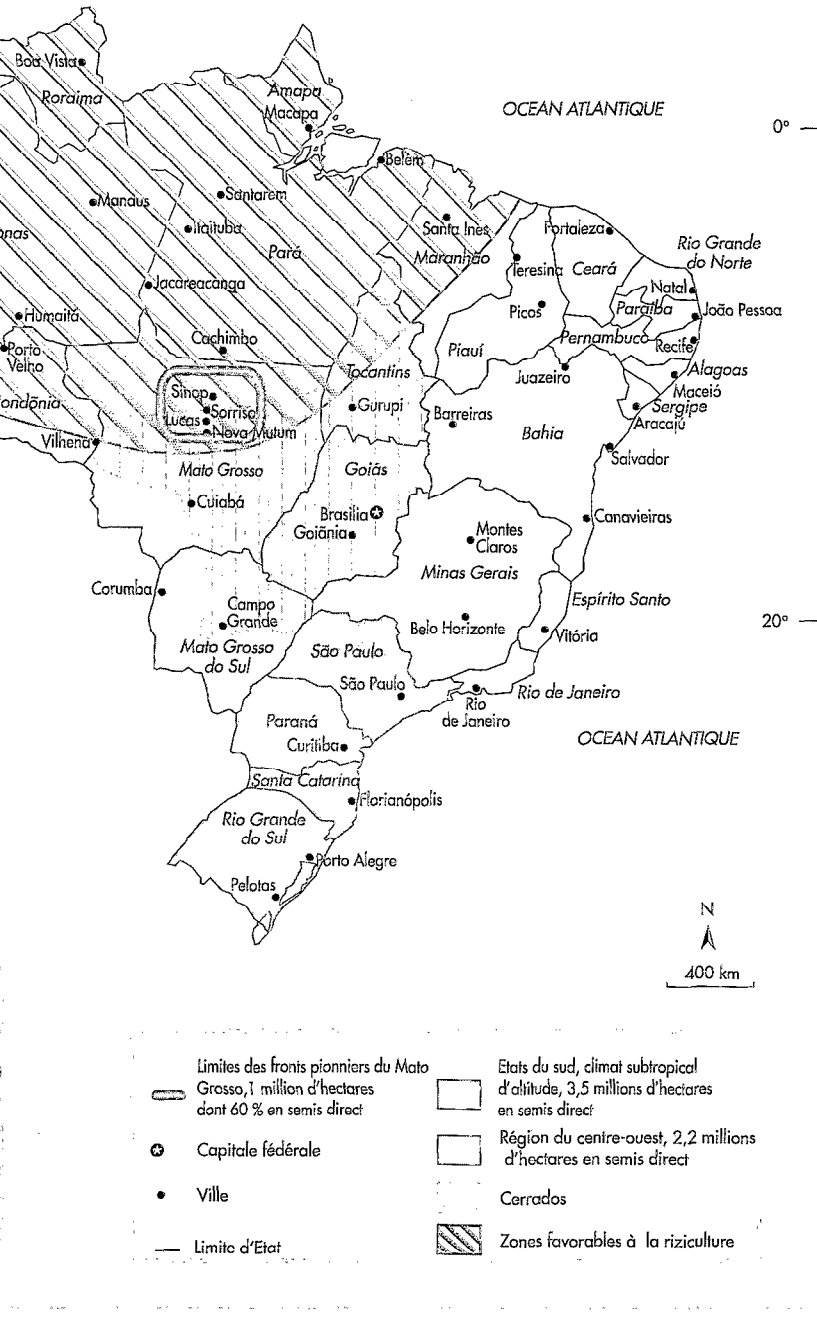 Boa Vista
Roraima
Amapa
Macapa
OCEAN ATLANTIQUE
0°
Belém
Manaus
Santarem
Itaituba
Santa Inès
Fortaleza
Rio Grande
do Norte
onas
Pará
Maranhão
Teresina
Ceará
Jacareacanga
Natal
Humaitá
Picos
Paraíba
João Pessoa
Cachimbo
Pernambuco
Recife
Porto
Velho
Piauí
Tocantins
Juazeiro
Alagoas
Maceió
Sinop
Sorriso
Gurupi
Barreiras
Sergipe
Aracajú
ondônia
Lucas
Nova Mutum
Bahia
Vilhena
Salvador
Mato Grosso
Goiás
Cuiabá
Brasília
Canavieiras
Goiânia
Montes
Claros
Minas Gerais
Corumba
Espírito Santo
Campo
Grande
Belo Horizonte
20°
Vitória
Mato Grosso
do Sul
São Paulo
São Paulo
Rio de Janeiro
Rio
de Janeiro
Paraná
Curitiba
OCEAN ATLANTIQUE
Santa Catarina
Florianópolis
Rio Grande
do Sul
Porto Alegre
Pelotas
N
400 km
Limites des fronts pionniers du Mato
Grosso,1 million d'hectares
dont 60 % en semis direct
Capitale fédérale
Ville
Limite d'Etat
Etats du sud, climat subtropical
d'altitude, 3,5 millions d'hectares
en semis direct
Région du centre-ouest, 2,2 millions
d'hectares en semis direct
Cerrados
Zones favorables à la riziculture